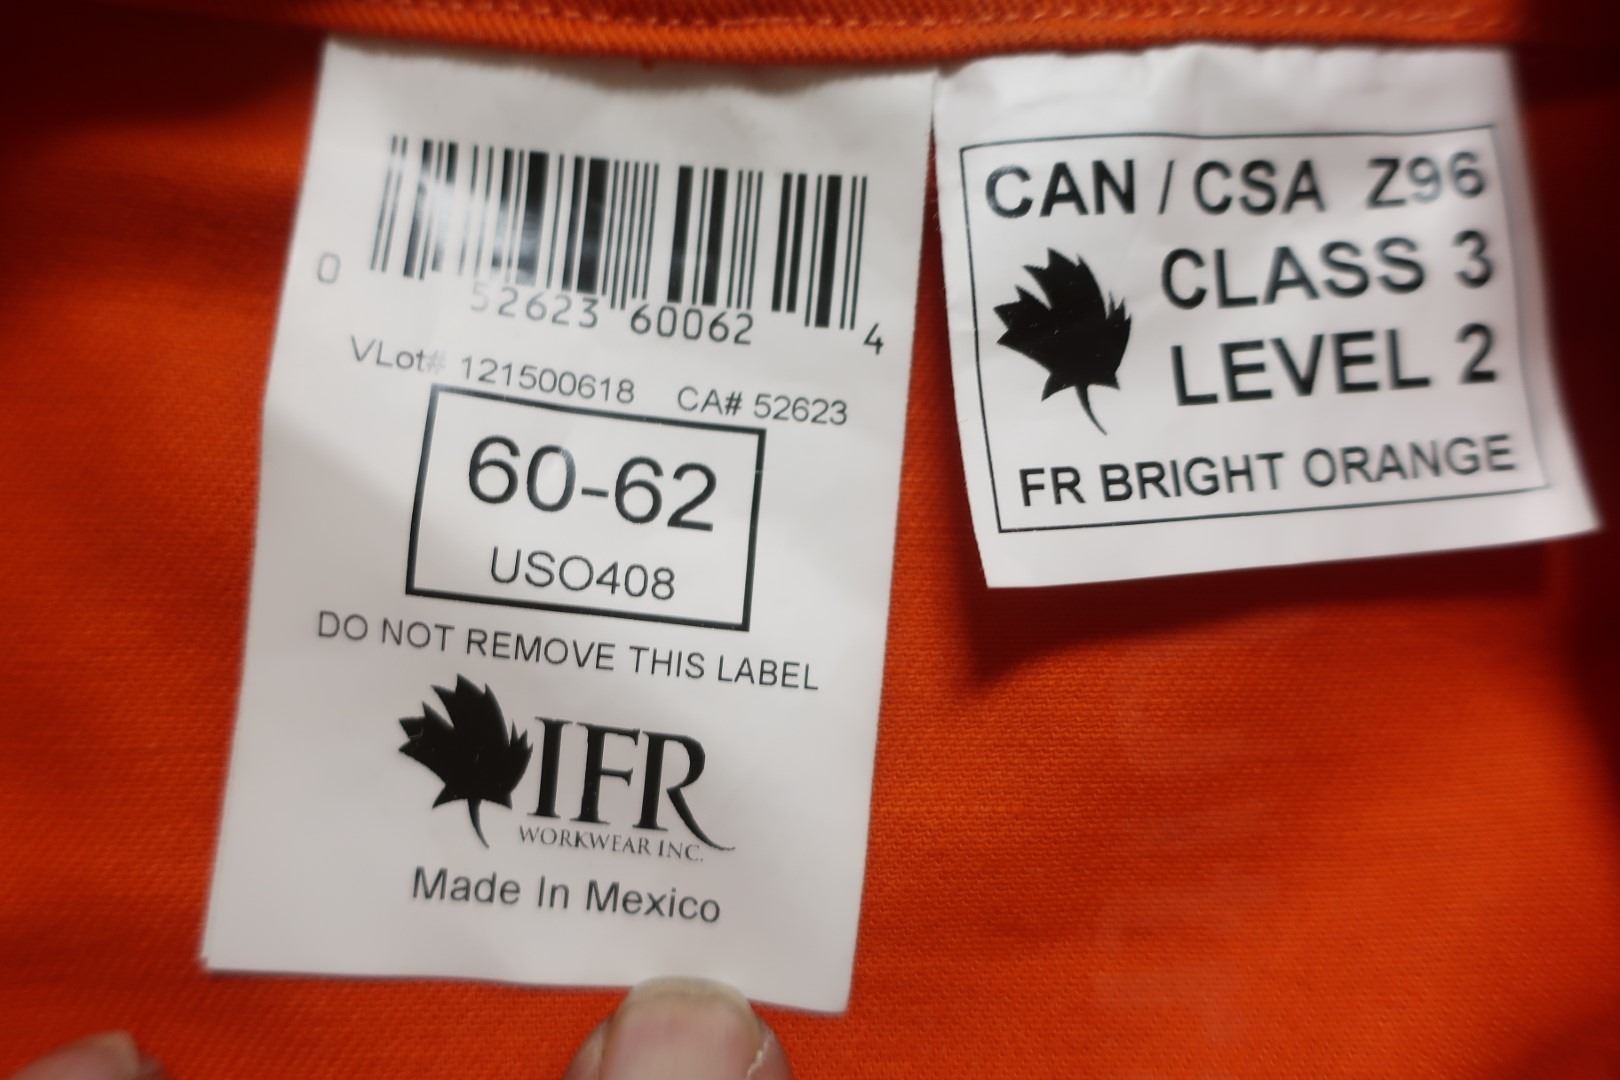 0 52623 60062 4
VLot# 121500618 CA# 52623
60-62
USO408
DO NOT REMOVE THIS LABEL
IFR
WORKWEAR INC.
Made In Mexico
CAN / CSA Z96
CLASS 3
LEVEL 2
FR BRIGHT ORANGE